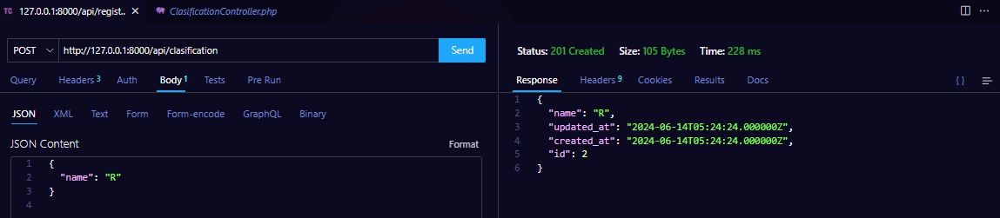 TC 127.0.0.1:8000/api/regist.. × ClasificationController.php ···
POST http://127.0.0.1:8000/api/clasification Send
Query Headers 3 Auth Body 1 Tests Pre Run
JSON XML Text Form Form-encode GraphQL Binary
JSON Content Format
1 {
2 "name": "R"
3 }
4
Status: 201 Created Size: 105 Bytes Time: 228 ms
Response Headers 9 Cookies Results Docs { }
1 {
2 "name": "R",
3 "updated_at": "2024-06-14T05:24:24.000000Z",
4 "created_at": "2024-06-14T05:24:24.000000Z",
5 "id": 2
6 }